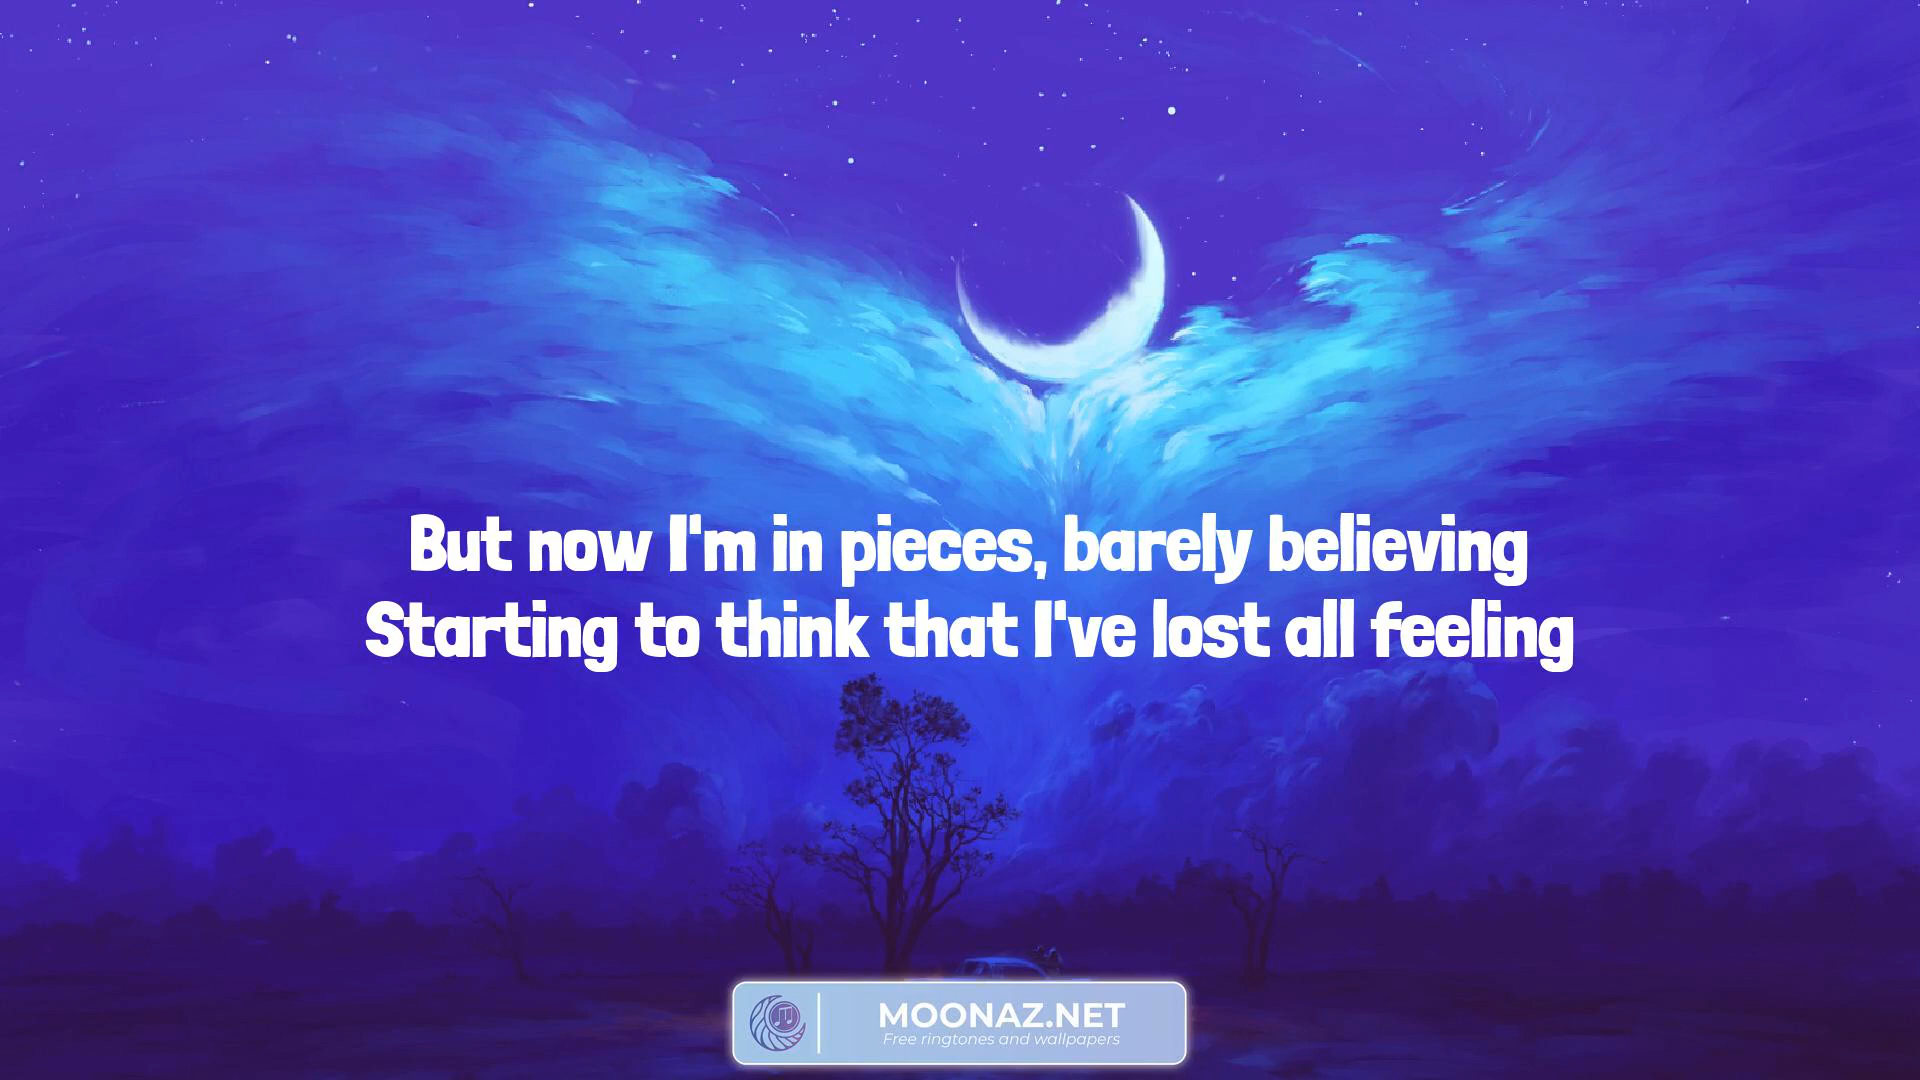 But now I'm in pieces, barely believing
Starting to think that I've lost all feeling
MOONAZ.NET
Free ringtones and wallpapers